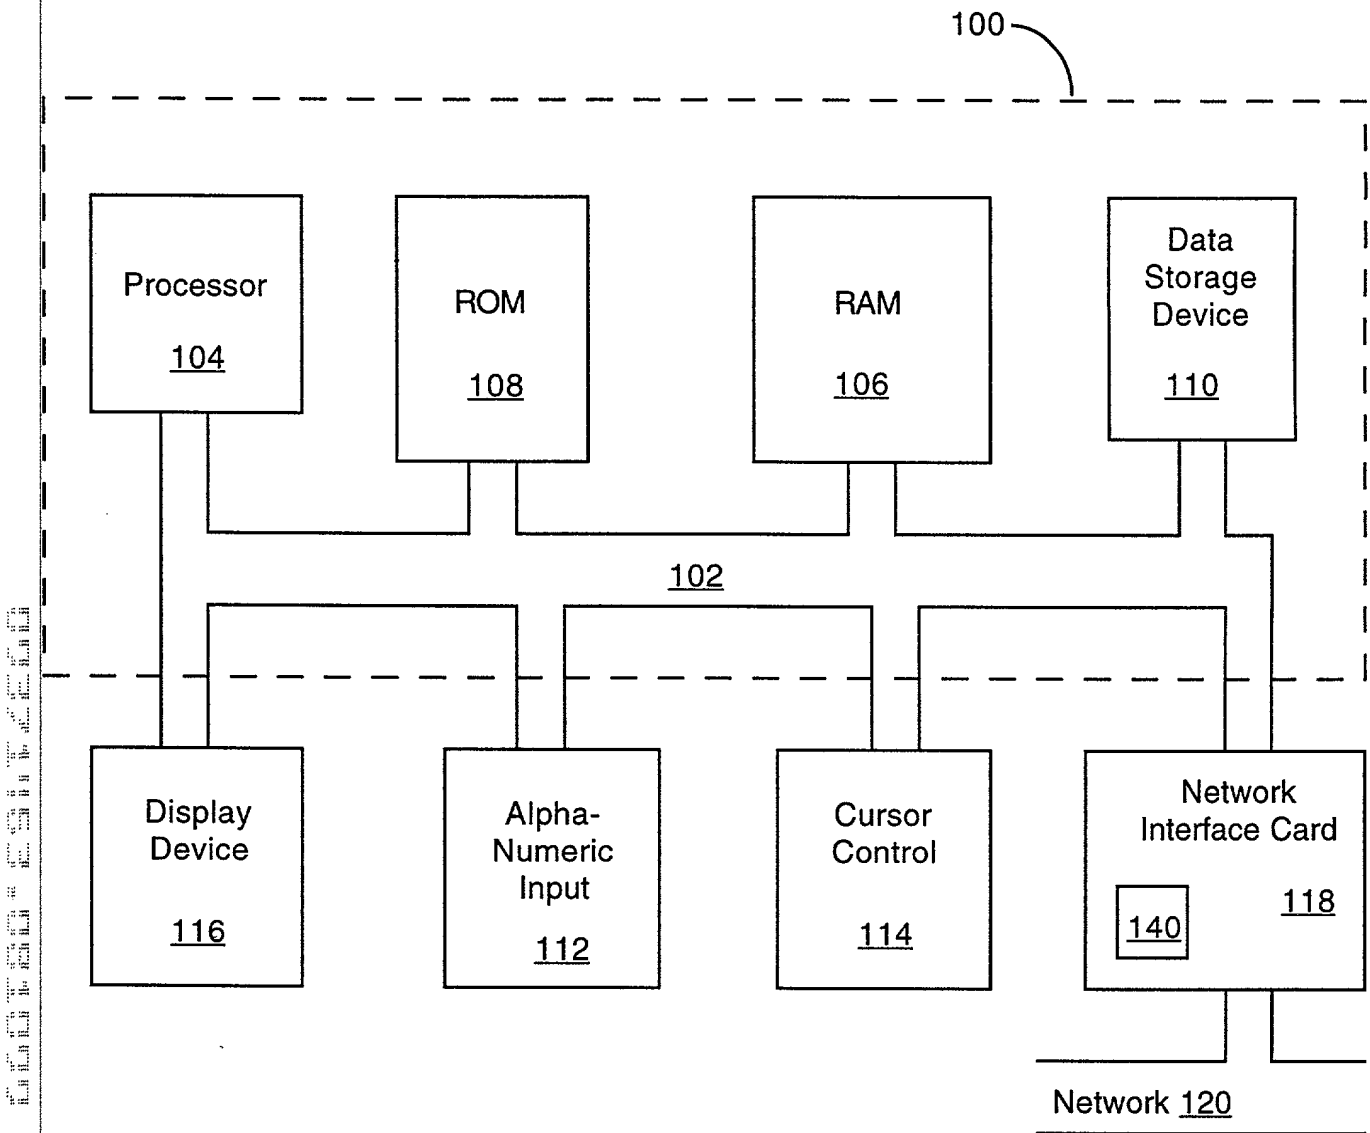 100
Processor
104
ROM
108
RAM
106
Data
Storage
Device
110
102
Display
Device
116
Alpha-
Numeric
Input
112
Cursor
Control
114
Network
Interface Card
118
140
Network 120